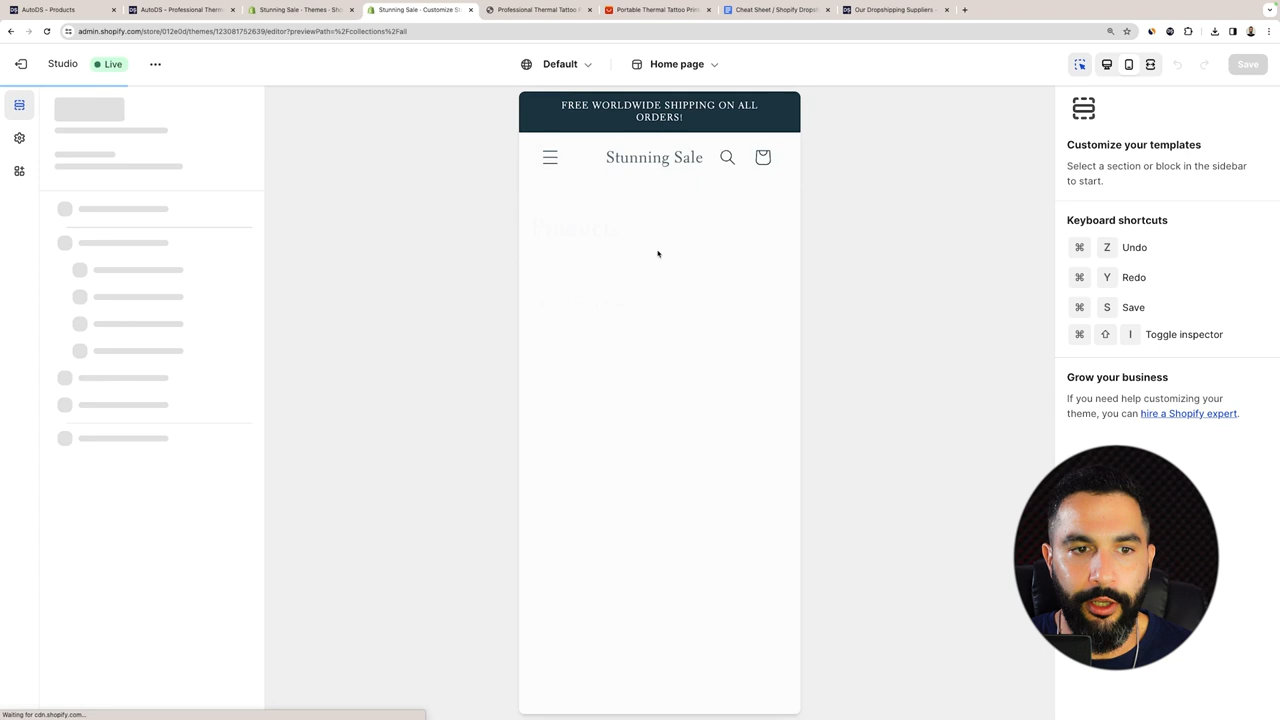 AutoDS - Products
AutoDS - Professional Therm
Stunning Sale · Themes · Sho
Stunning Sale · Customize St
Professional Thermal Tattoo
Portable Thermal Tattoo Prin
Cheat Sheet / Shopify Dropsh
Our Dropshipping Suppliers -
admin.shopify.com/store/012e0d/themes/123081752639/editor?previewPath=%2Fcollections%2Fall
Studio
Live
Default
Home page
Save
FREE WORLDWIDE SHIPPING ON ALL
ORDERS!
Stunning Sale
Products
Customize your templates
Select a section or block in the sidebar
to start.
Keyboard shortcuts
⌘ Z Undo
⌘ Y Redo
⌘ S Save
⌘ ⇧ I Toggle inspector
Grow your business
If you need help customizing your
theme, you can hire a Shopify expert.
Waiting for cdn.shopify.com...